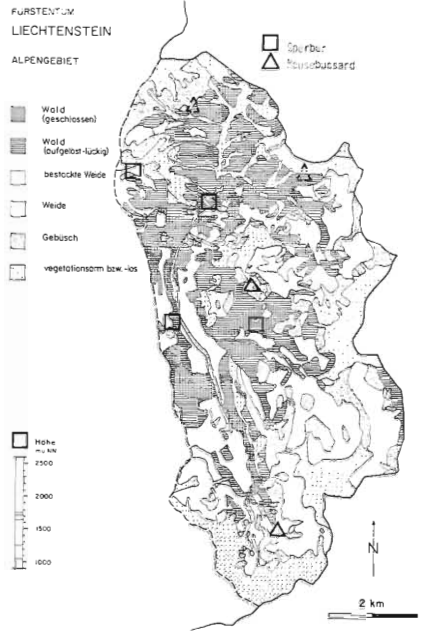 FÜRSTENTUM
LIECHTENSTEIN
ALPENGEBIET
Sperber
Mäusebussard
Wald
(geschlossen)
Wald
(aufgelöst-lückig)
bestockte Weide
Weide
Gebüsch
vegetationsarm bzw. -los
Höhe
m ü NN
2500
2000
1500
1000
N
2 km